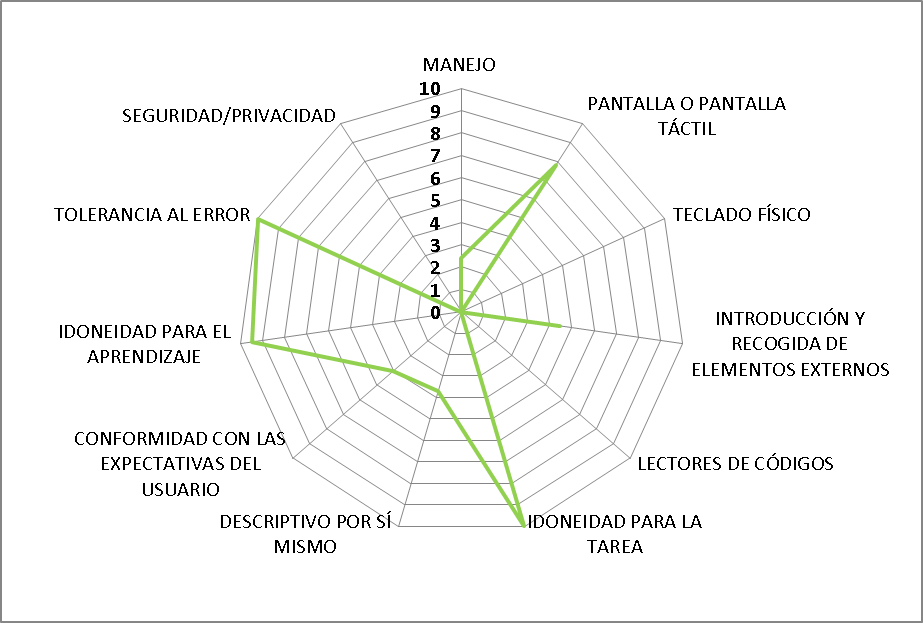 MANEJO
10
9
8
7
6
5
4
3
2
1
0
PANTALLA O PANTALLA
TÁCTIL
TECLADO FÍSICO
INTRODUCCIÓN Y
RECOGIDA DE
ELEMENTOS EXTERNOS
LECTORES DE CÓDIGOS
IDONEIDAD PARA LA
TAREA
DESCRIPTIVO POR SÍ
MISMO
CONFORMIDAD CON LAS
EXPECTATIVAS DEL
USUARIO
IDONEIDAD PARA EL
APRENDIZAJE
TOLERANCIA AL ERROR
SEGURIDAD/PRIVACIDAD